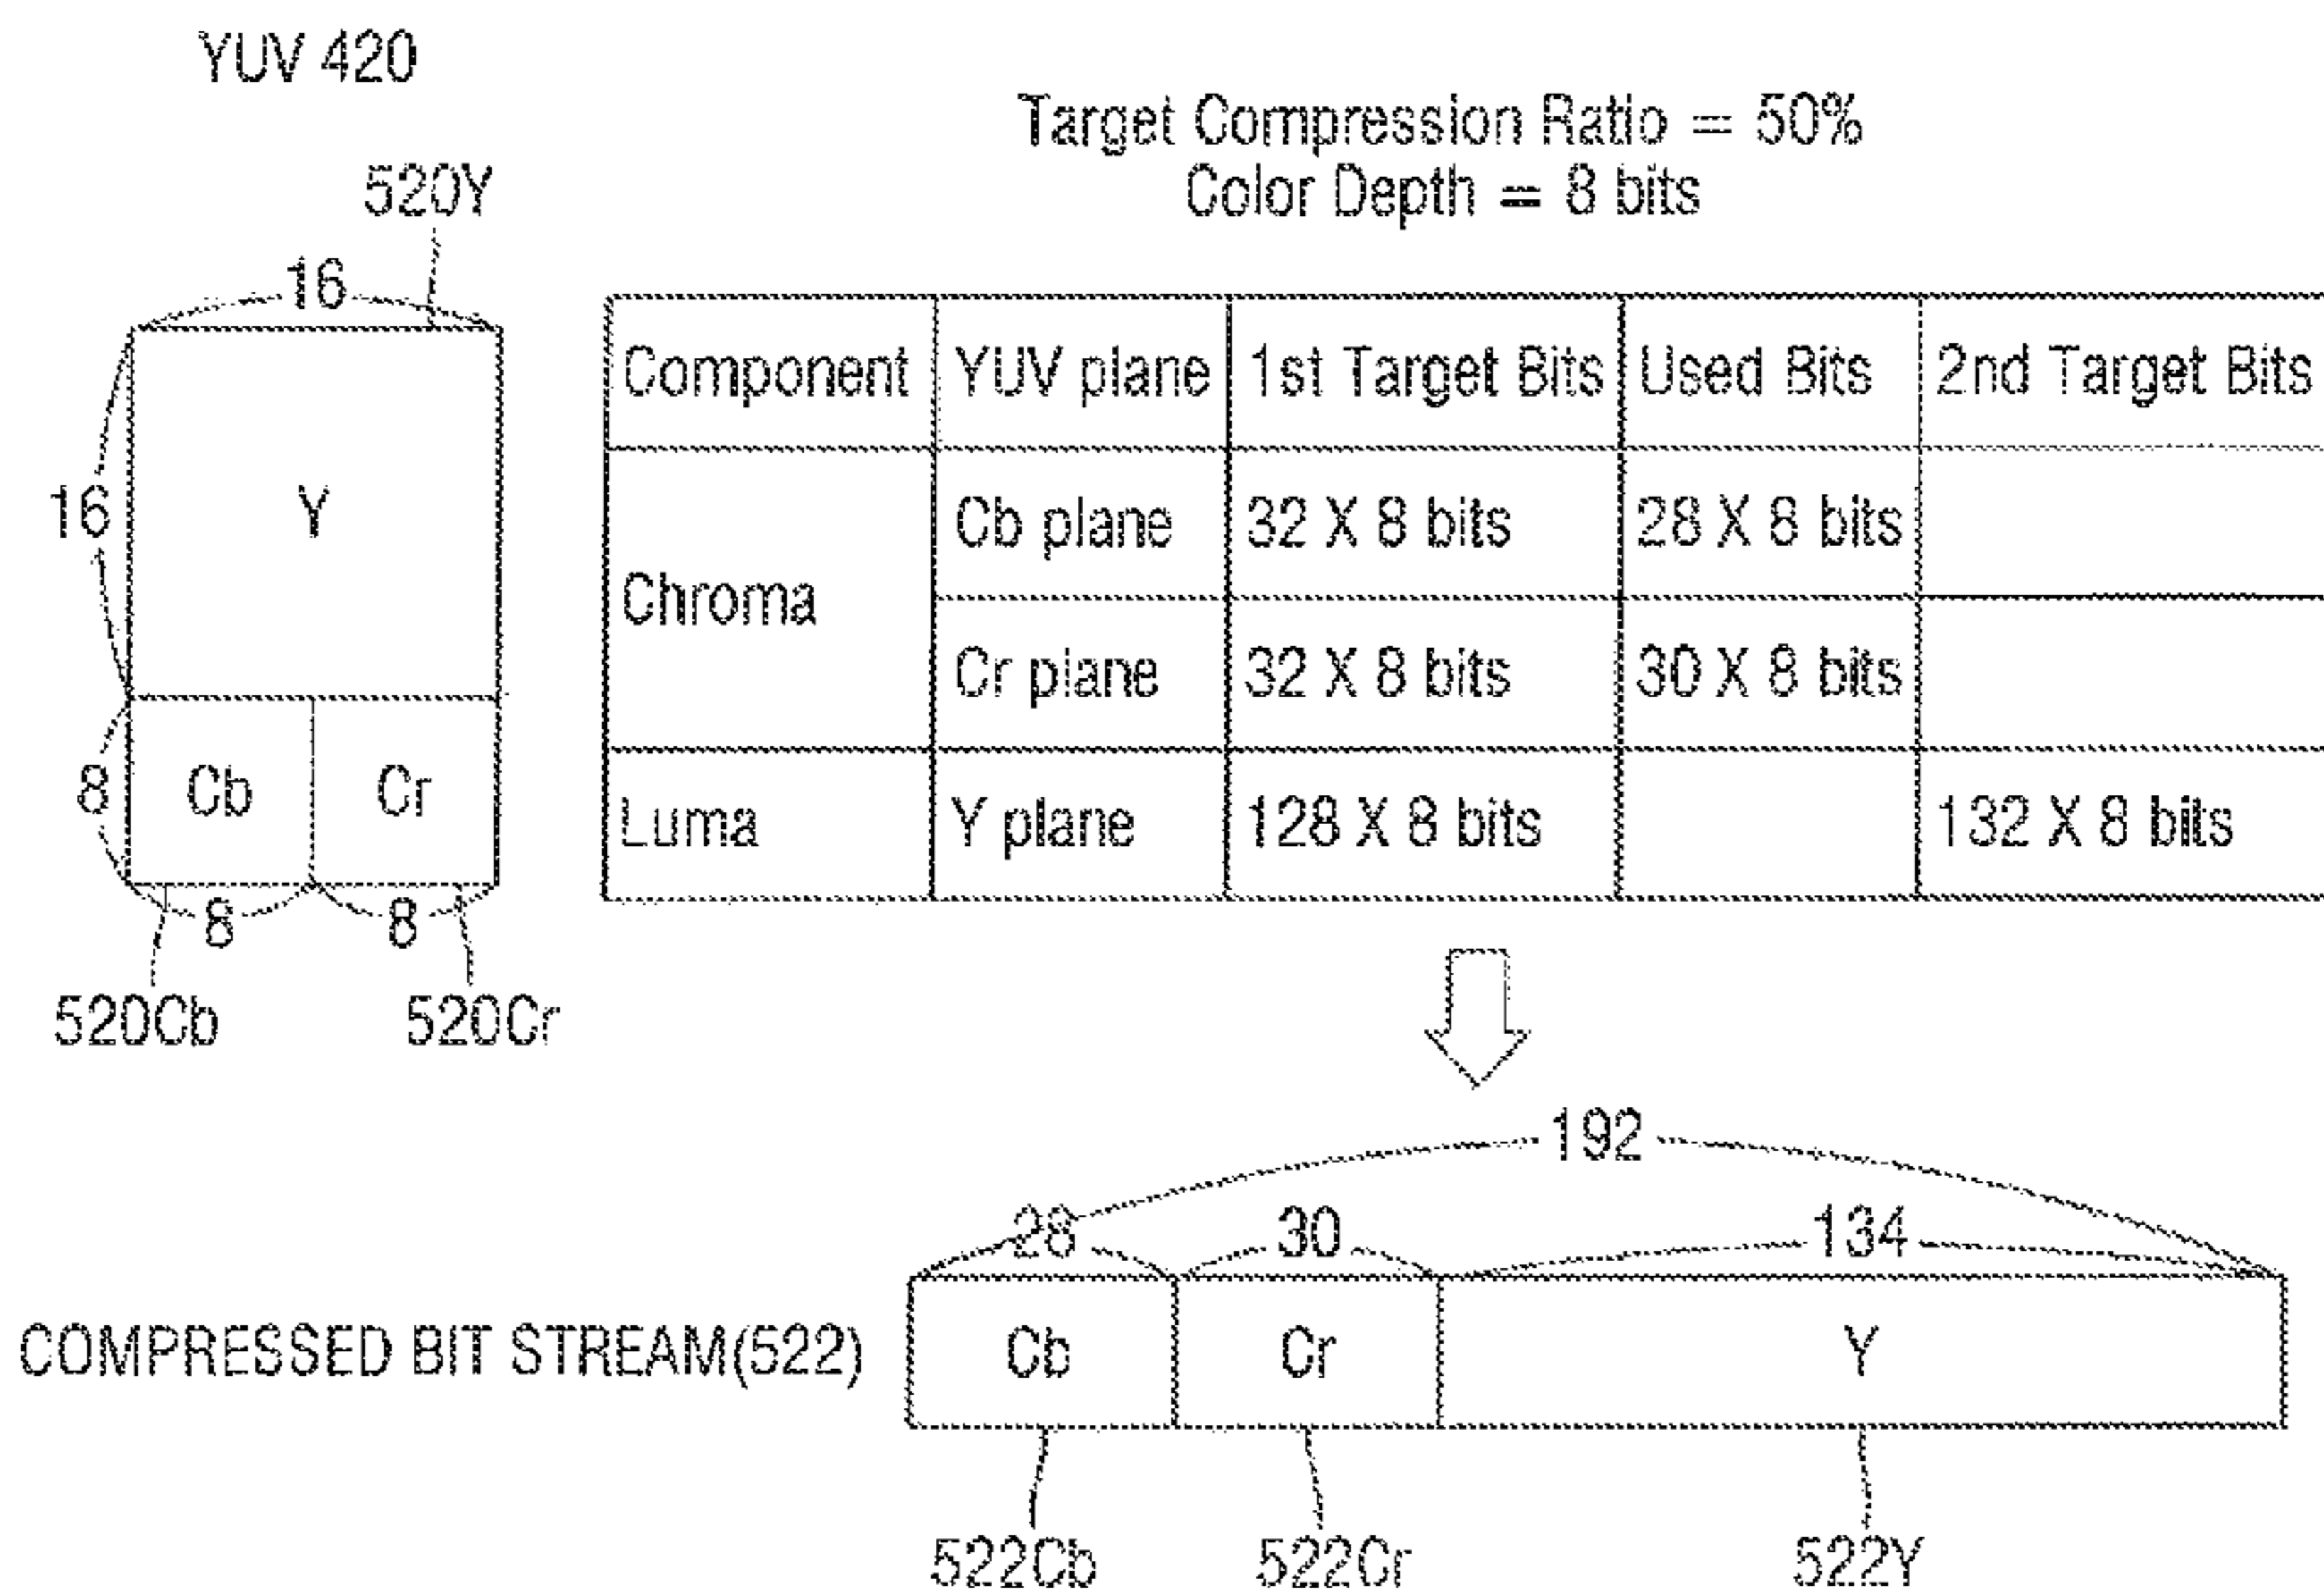 YUV 420
Target Compression Ratio = 50%
Color Depth = 8 bits
520Y
16
16
Y
8
Cb
Cr
8
8
520Cb
520Cr
Component YUV plane 1st Target Bits Used Bits 2nd Target Bits
Chroma
Cb plane 32 X 8 bits 28 X 8 bits
Cr plane 32 X 8 bits 30 X 8 bits
Luma Y plane 128 X 8 bits 132 X 8 bits
192
28 30 134
COMPRESSED BIT STREAM(522) Cb Cr Y
522Cb 522Cr 522Y